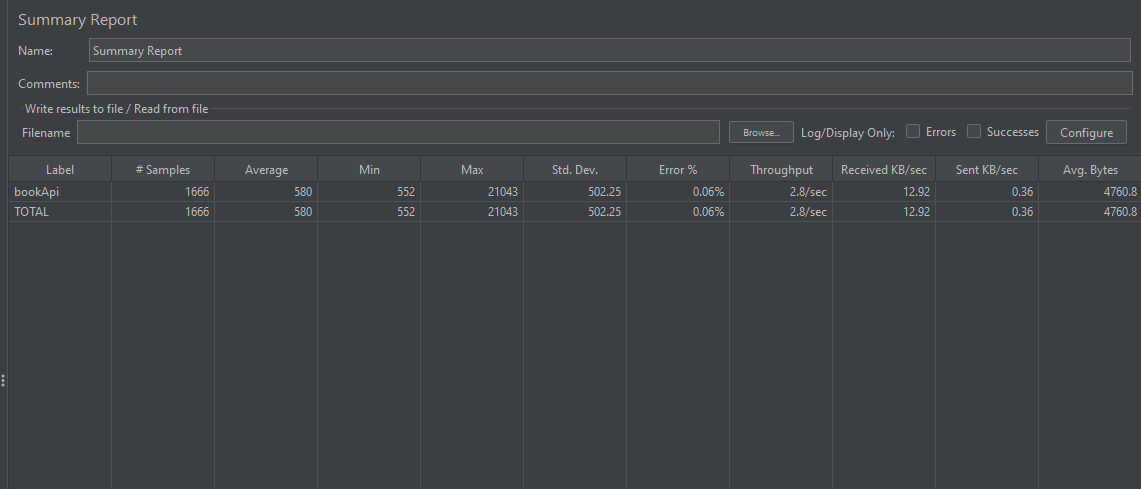 Summary Report
Name: Summary Report
Comments:
Write results to file / Read from file
Filename Browse... Log/Display Only: Errors Successes Configure
Label # Samples Average Min Max Std. Dev. Error % Throughput Received KB/sec Sent KB/sec Avg. Bytes
bookApi 1666 580 552 21043 502.25 0.06% 2.8/sec 12.92 0.36 4760.8
TOTAL 1666 580 552 21043 502.25 0.06% 2.8/sec 12.92 0.36 4760.8